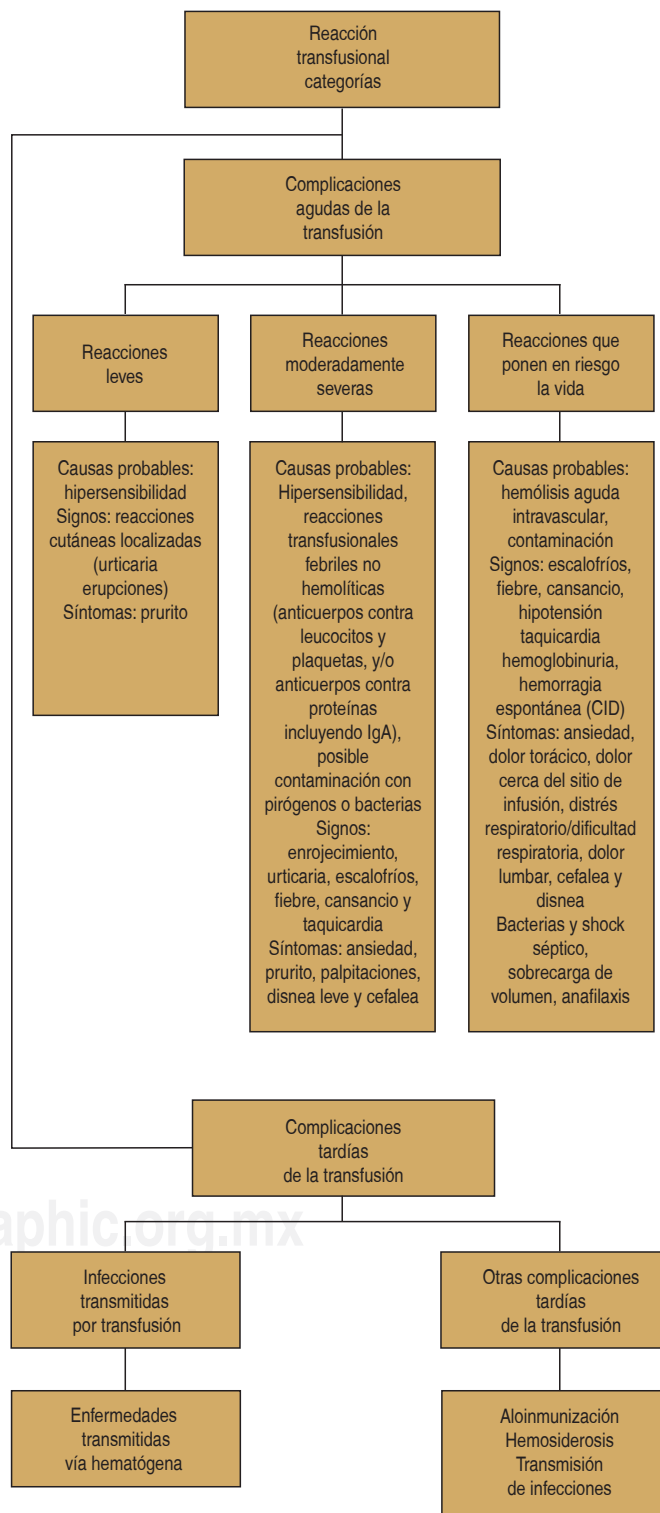 Reacción
transfusional
categorías
Complicaciones
agudas de la
transfusión
Reacciones
leves
Reacciones
moderadamente
severas
Reacciones que
ponen en riesgo
la vida
Causas probables:
hipersensibilidad
Signos: reacciones
cutáneas localizadas
(urticaria
erupciones)
Síntomas: prurito
Causas probables:
Hipersensibilidad,
reacciones
transfusionales
febriles no
hemolíticas
(anticuerpos contra
leucocitos y
plaquetas, y/o
anticuerpos contra
proteínas
incluyendo IgA),
posible
contaminación con
pirógenos o bacterias
Signos:
enrojecimiento,
urticaria, escalofríos,
fiebre, cansancio y
taquicardia
Síntomas: ansiedad,
prurito, palpitaciones,
disnea leve y cefalea
Causas probables:
hemólisis aguda
intravascular,
contaminación
Signos: escalofríos,
fiebre, cansancio,
hipotensión
taquicardia
hemoglobinuria,
hemorragia
espontánea (CID)
Síntomas: ansiedad,
dolor torácico, dolor
cerca del sitio de
infusión, distrés
respiratorio/dificultad
respiratoria, dolor
lumbar, cefalea y
disnea
Bacterias y shock
séptico,
sobrecarga de
volumen, anafilaxis
Complicaciones
tardías
de la transfusión
aphic.org.mx
Infecciones
transmitidas
por transfusión
Otras complicaciones
tardías
de la transfusión
Enfermedades
transmitidas
vía hematógena
Aloinmunización
Hemosiderosis
Transmisión
de infecciones